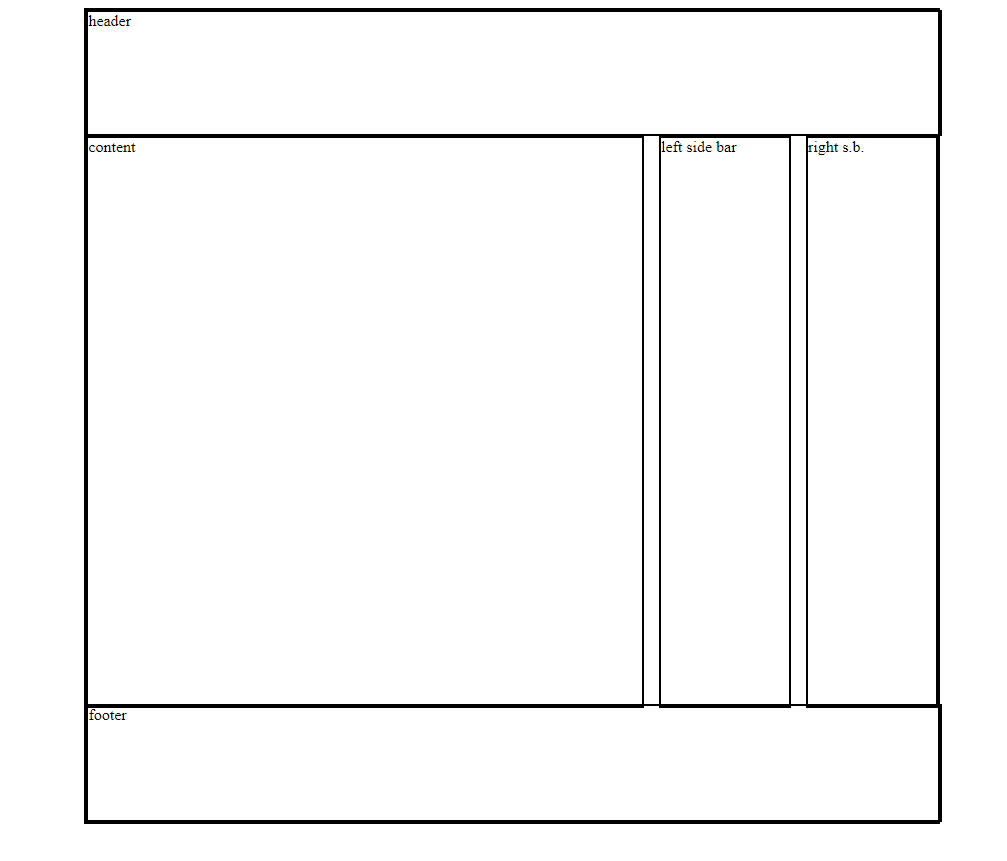 header
content
left side bar
right s.b.
footer